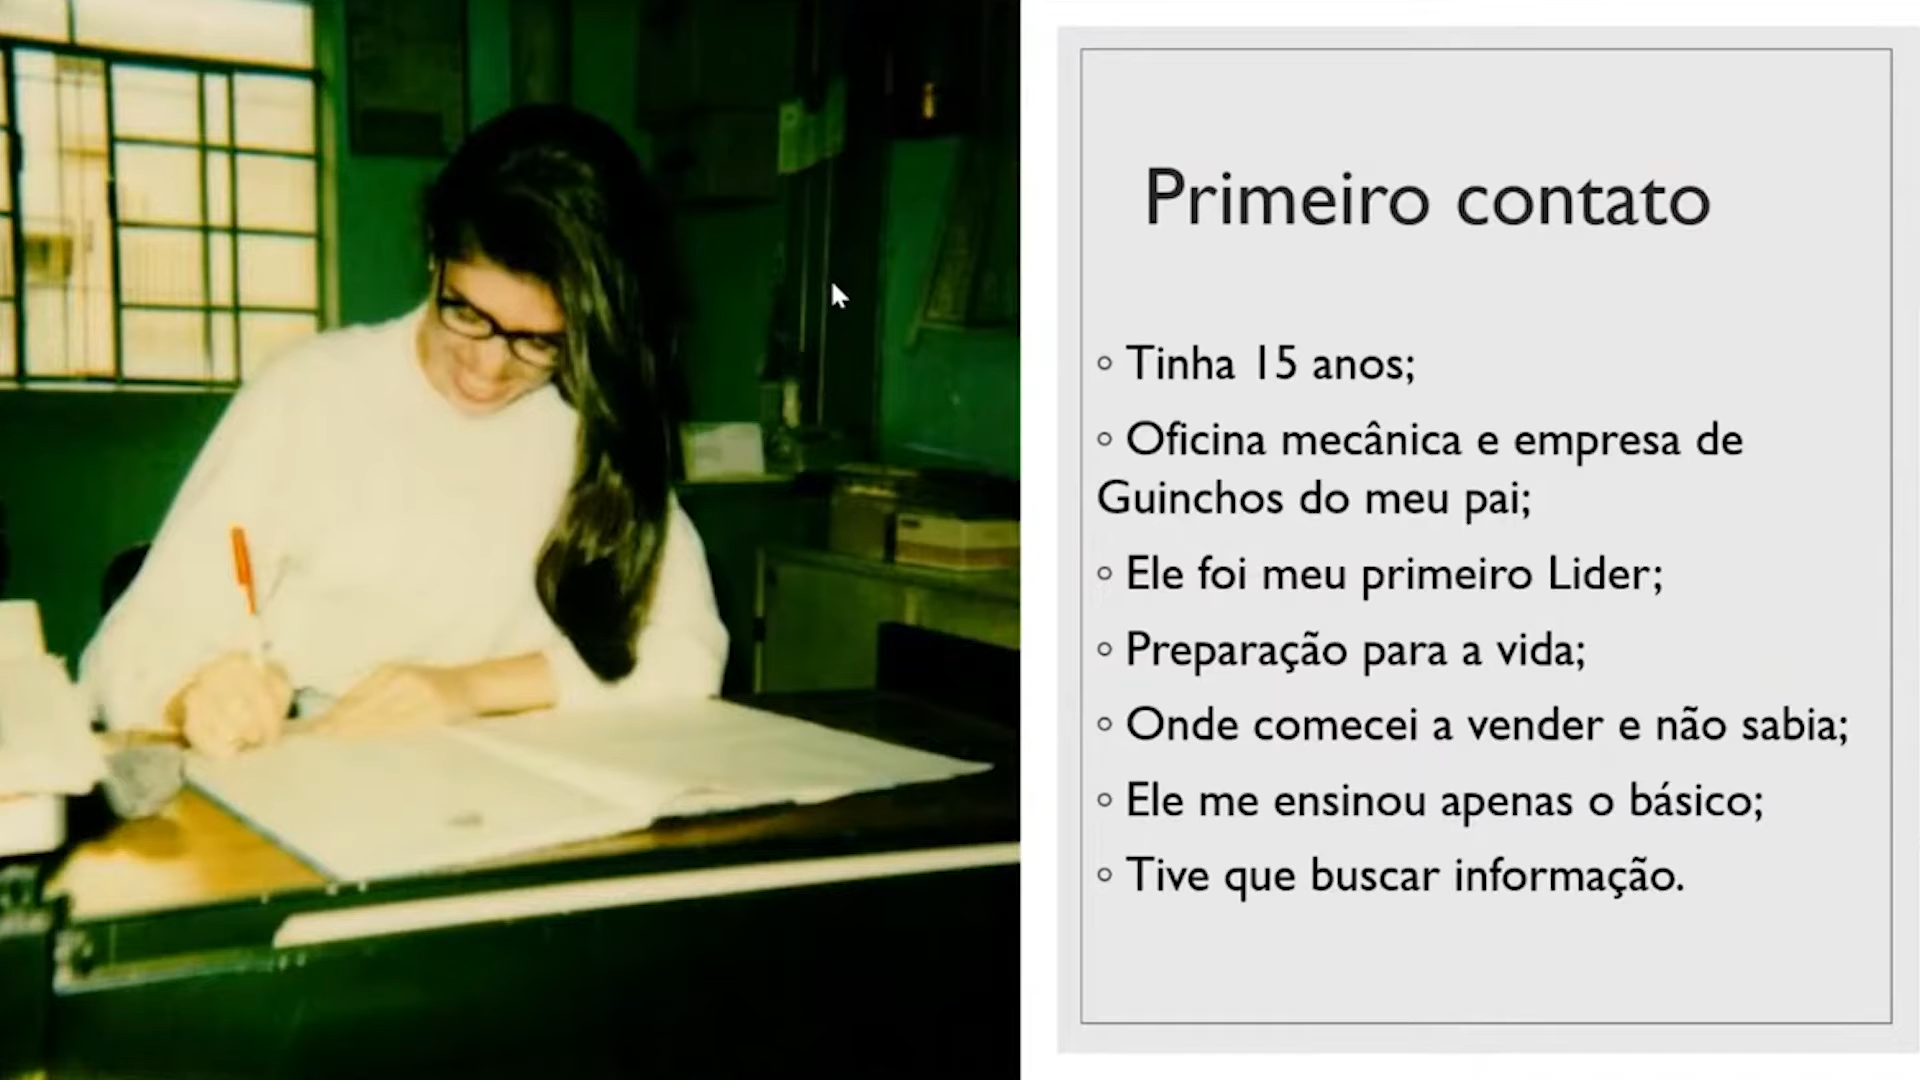 Primeiro contato
◦ Tinha 15 anos;
◦ Oficina mecânica e empresa de
Guinchos do meu pai;
◦ Ele foi meu primeiro Lider;
◦ Preparação para a vida;
◦ Onde comecei a vender e não sabia;
◦ Ele me ensinou apenas o básico;
◦ Tive que buscar informação.